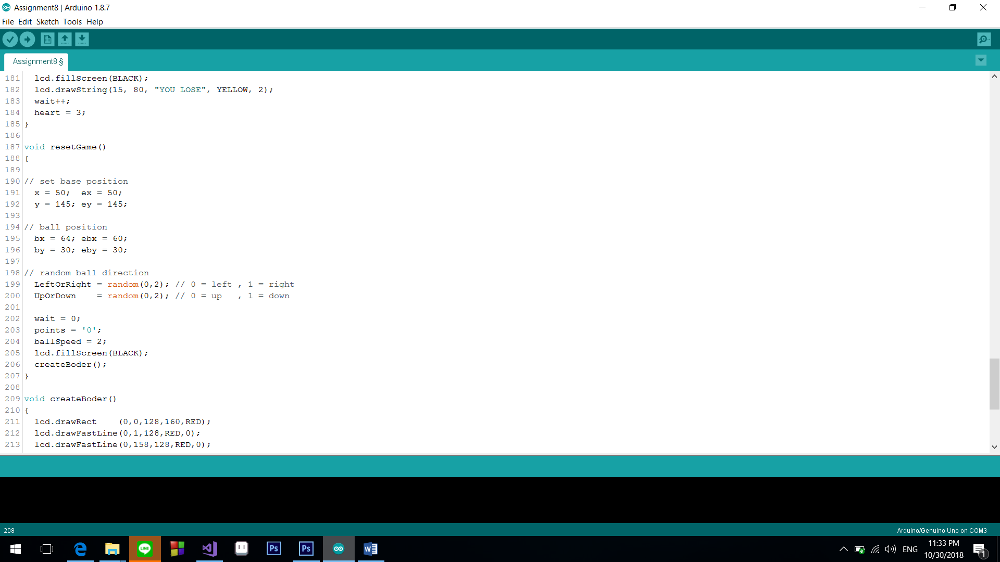 Assignment8 | Arduino 1.8.7
File Edit Sketch Tools Help
Assignment8 §
181 lcd.fillScreen(BLACK);
182 lcd.drawString(15, 80, "YOU LOSE", YELLOW, 2);
183 wait++;
184 heart = 3;
185 }
186
187 void resetGame()
188 {
189
190 // set base position
191 x = 50;  ex = 50;
192 y = 145; ey = 145;
193
194 // ball position
195 bx = 64; ebx = 60;
196 by = 30; eby = 30;
197
198 // random ball direction
199 LeftOrRight = random(0,2); // 0 = left , 1 = right
200 UpOrDown    = random(0,2); // 0 = up   , 1 = down
201
202 wait = 0;
203 points = '0';
204 ballSpeed = 2;
205 lcd.fillScreen(BLACK);
206 createBoder();
207 }
208
209 void createBoder()
210 {
211 lcd.drawRect    (0,0,128,160,RED);
212 lcd.drawFastLine(0,1,128,RED,0);
213 lcd.drawFastLine(0,158,128,RED,0);
208
Arduino/Genuino Uno on COM3
LINE
Ps
Ps
W
ENG
11:33 PM
10/30/2018
1